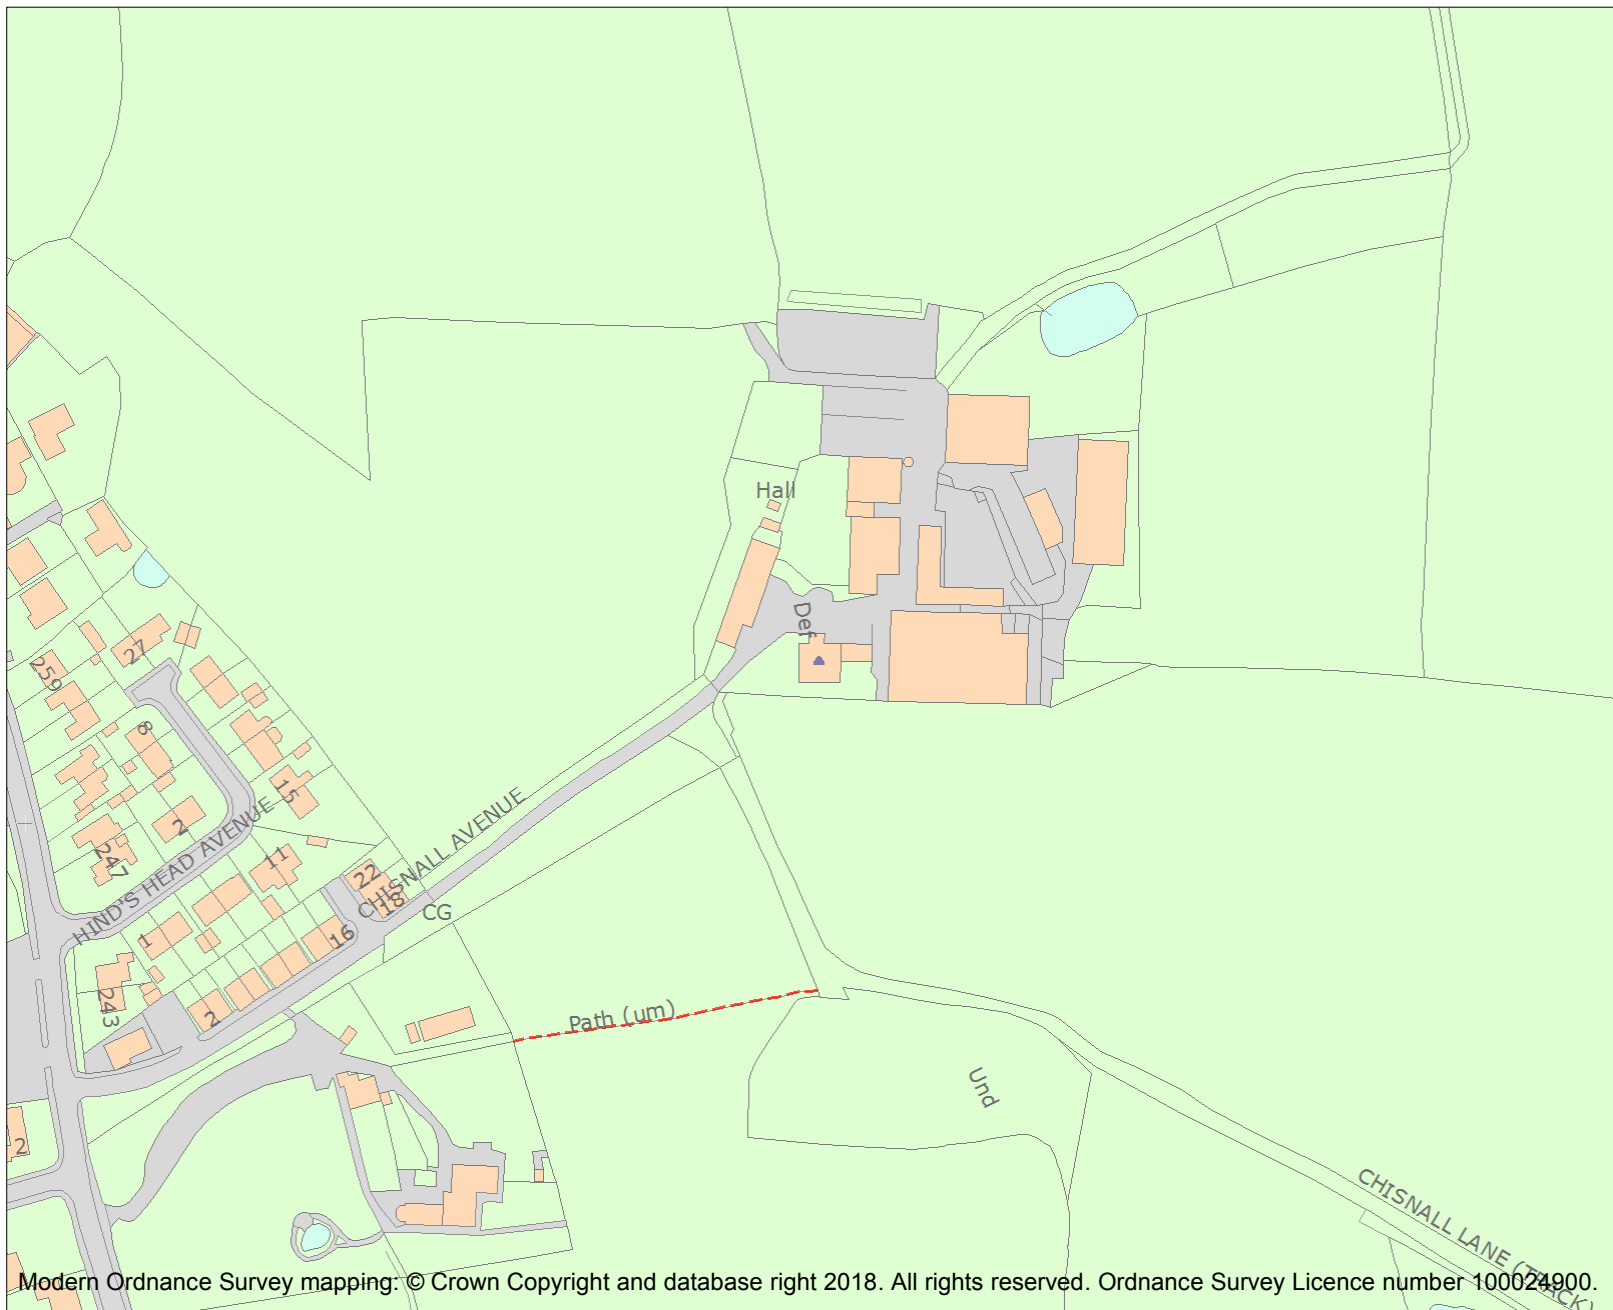 Hall
Def
259
27
8
15
2
247
HIND'S HEAD AVENUE
11
22
CHISNALL AVENUE
18
CG
1
16
243
2
Path (um)
Und
2
CHISNALL LANE (TRACK)
Modern Ordnance Survey mapping: © Crown Copyright and database right 2018. All rights reserved. Ordnance Survey Licence number 100024900.